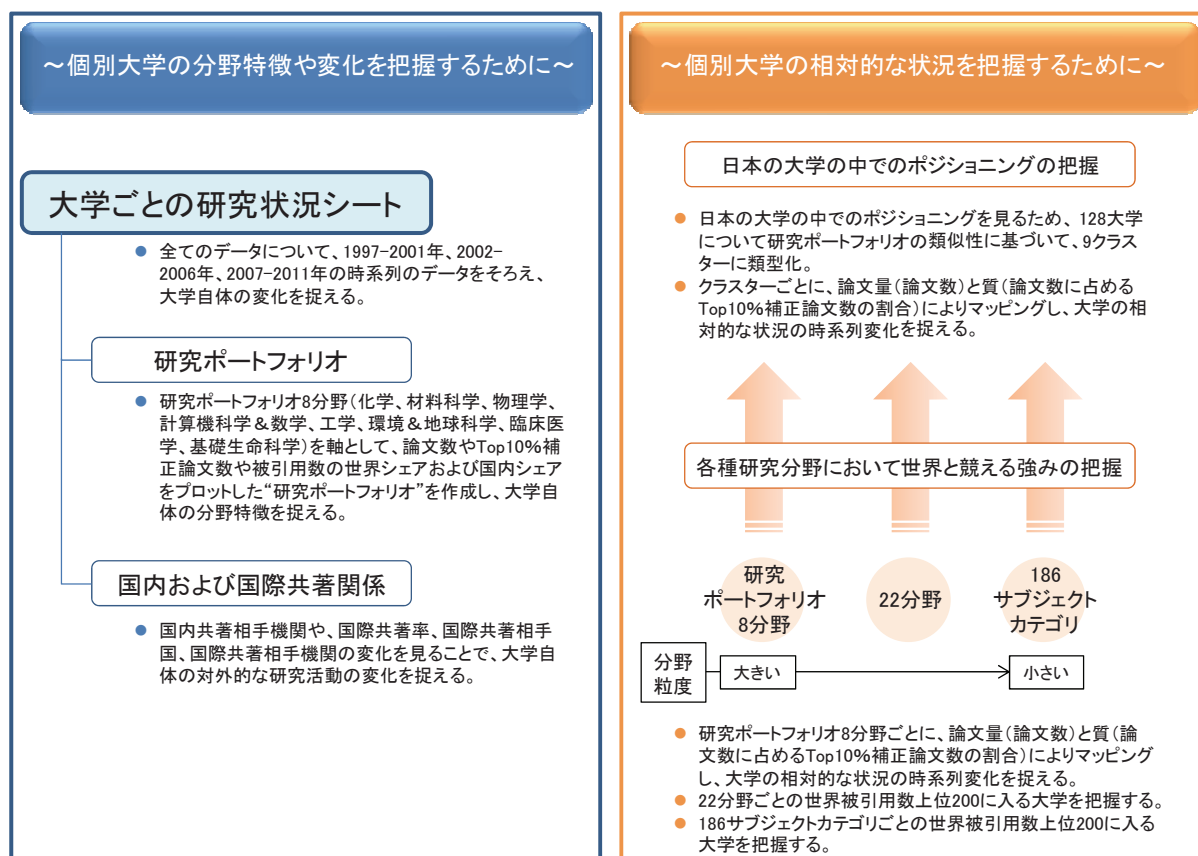 ～個別大学の分野特徴や変化を把握するために～
大学ごとの研究状況シート
● 全てのデータについて、1997-2001年、2002-
2006年、2007-2011年の時系列のデータをそろえ、
大学自体の変化を捉える。
研究ポートフォリオ
● 研究ポートフォリオ8分野(化学、材料科学、物理学、
計算機科学＆数学、工学、環境＆地球科学、臨床医
学、基礎生命科学)を軸として、論文数やTop10%補
正論文数や被引用数の世界シェアおよび国内シェア
をプロットした“研究ポートフォリオ”を作成し、大学自
体の分野特徴を捉える。
国内および国際共著関係
● 国内共著相手機関や、国際共著率、国際共著相手
国、国際共著相手機関の変化を見ることで、大学自
体の対外的な研究活動の変化を捉える。
～個別大学の相対的な状況を把握するために～
日本の大学の中でのポジショニングの把握
● 日本の大学の中でのポジショニングを見るため、128大学
について研究ポートフォリオの類似性に基づいて、9クラス
ターに類型化。
● クラスターごとに、論文量(論文数)と質(論文数に占める
Top10%補正論文数の割合)によりマッピングし、大学の相
対的な状況の時系列変化を捉える。
各種研究分野において世界と競える強みの把握
研究
ポートフォリオ
8分野
22分野
186
サブジェクト
カテゴリ
分野
粒度
大きい
小さい
● 研究ポートフォリオ8分野ごとに、論文量(論文数)と質(論
文数に占めるTop10%補正論文数の割合)によりマッピング
し、大学の相対的な状況の時系列変化を捉える。
● 22分野ごとの世界被引用数上位200に入る大学を把握する。
● 186サブジェクトカテゴリごとの世界被引用数上位200に入る
大学を把握する。